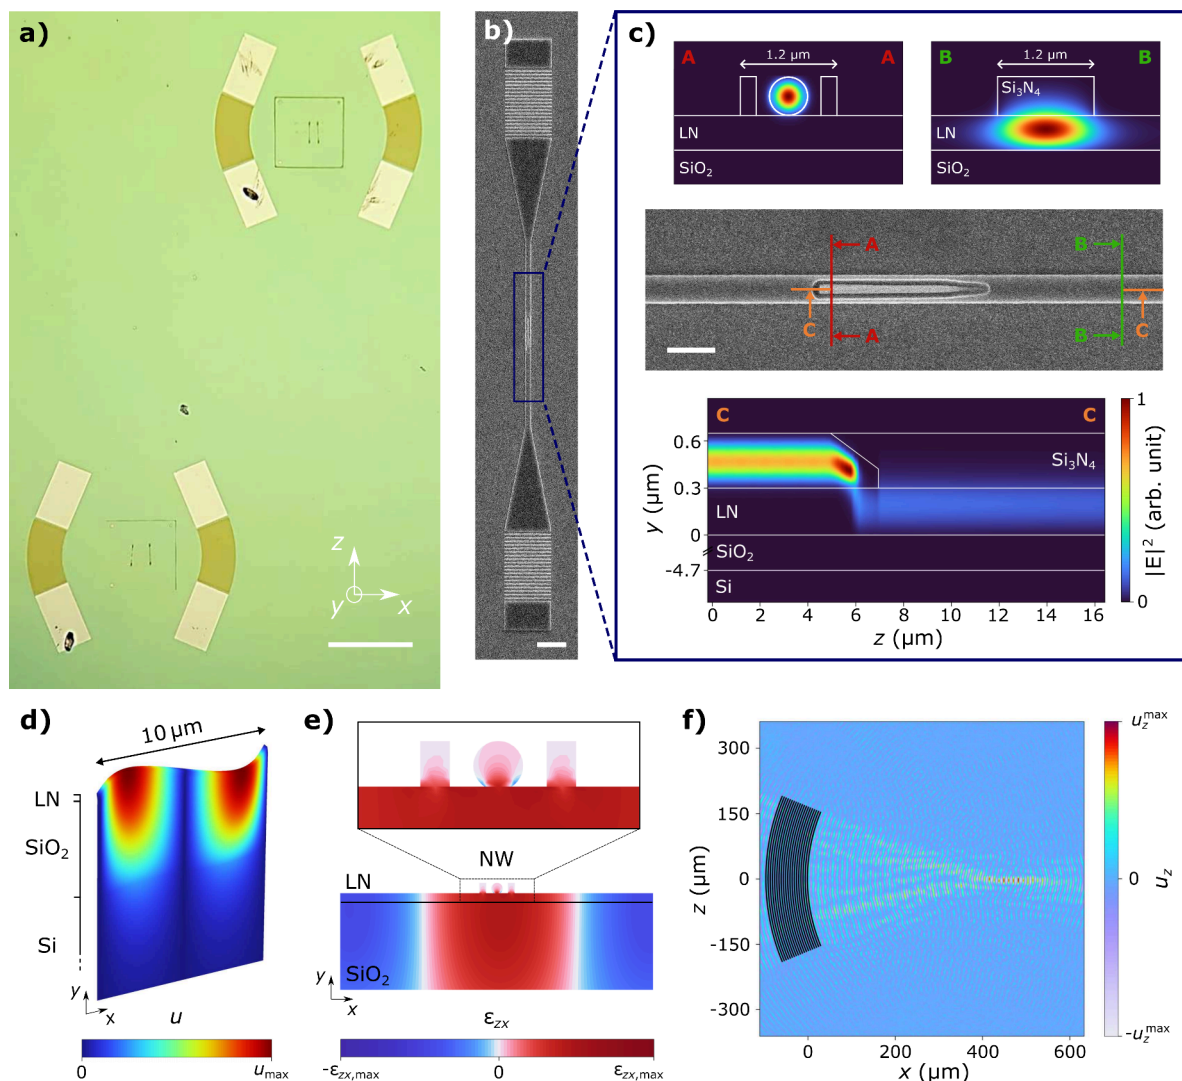 a)
z
y
x
b)
c)
A
1.2 µm
A
B
1.2 µm
B
Si3N4
LN
LN
SiO2
SiO2
A
B
C
C
A
B
C
C
1
0.6
Si3N4
0.3
LN
0
SiO2
-4.7
Si
0
y (µm)
|E|² (arb. unit)
0 2 4 6 8 10 12 14 16
z (µm)
d)
10 µm
LN
SiO2
Si
y
x
u
0
umax
e)
NW
LN
SiO2
y
x
εzx
-εzx,max
0
εzx,max
f)
360
150
0
-150
-300
z (µm)
0 200 400 600
x (µm)
uzmax
0
uz
-uzmax